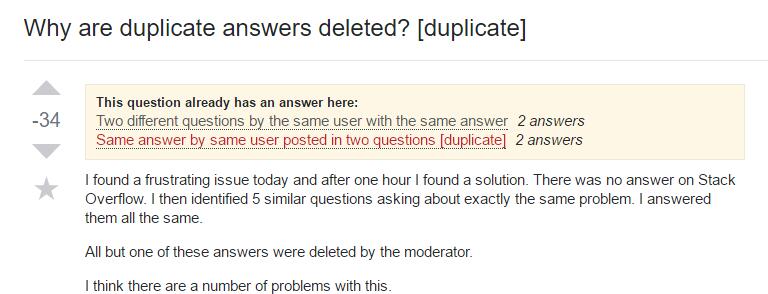 Why are duplicate answers deleted? [duplicate]
This question already has an answer here:
Two different questions by the same user with the same answer 2 answers
Same answer by same user posted in two questions [duplicate] 2 answers
-34
I found a frustrating issue today and after one hour I found a solution. There was no answer on Stack
Overflow. I then identified 5 similar questions asking about exactly the same problem. I answered
them all the same.
All but one of these answers were deleted by the moderator.
I think there are a number of problems with this.